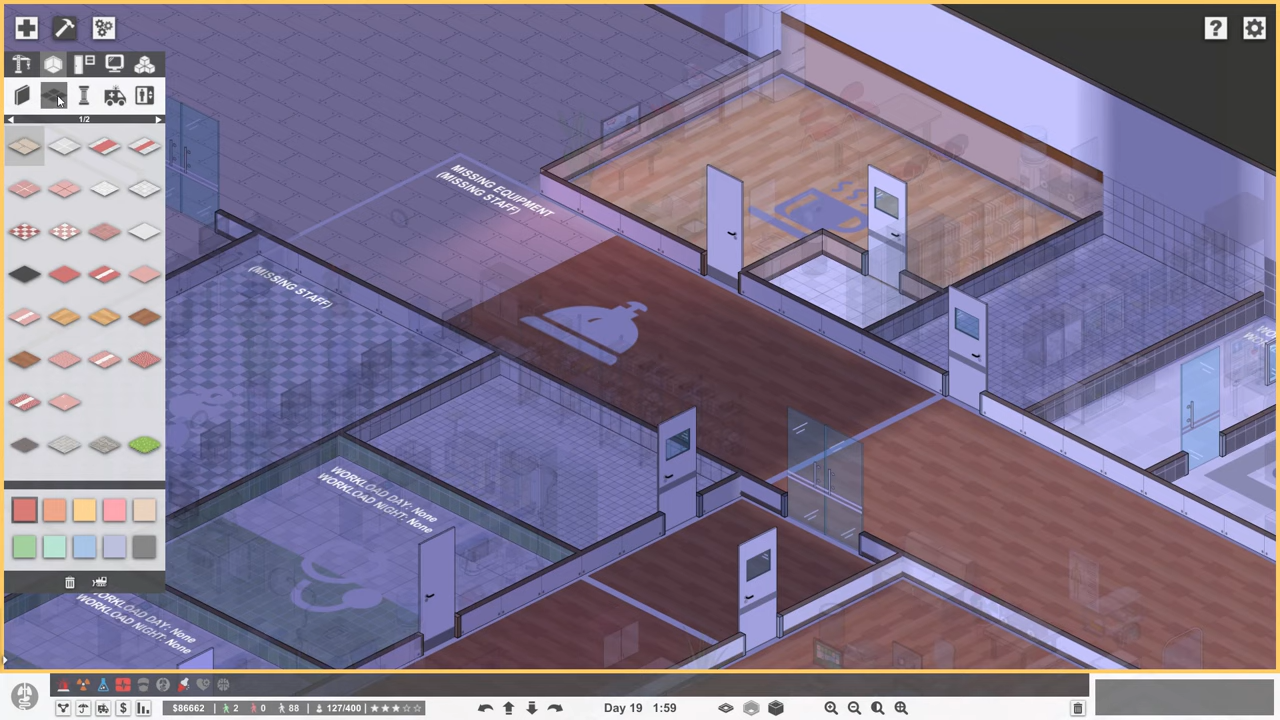 ?
1/2
MISSING EQUIPMENT
(MISSING STAFF)
(MISSING STAFF)
WORKLOAD DAY: None
WORKLOAD NIGHT: None
WORKLOAD DAY: None
WORKLOAD NIGHT: None
$86662 | 2 | 0 | 88 | 127/400 |
Day 19 1:59